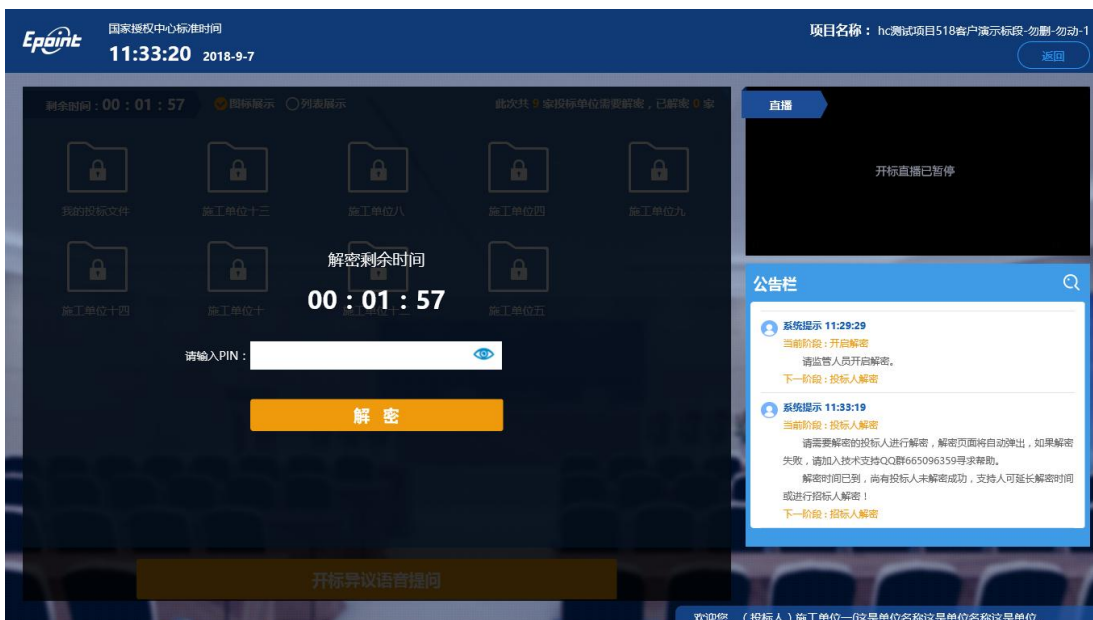 Epoint
国家授权中心标准时间
11:33:20 2018-9-7
项目名称： hc测试项目518客户演示标段-勿删-勿动-1
返回
剩余时间：00：01：57 图标展示 列表展示 此次共 9 家投标单位需要解密，已解密 0 家
我的投标文件 施工单位十三 施工单位八 施工单位四 施工单位九
施工单位十四 施工单位十 施工单位十二 施工单位五
解密剩余时间
00：01：57
请输入PIN：
解 密
开标异议语音提问
直播
开标直播已暂停
公告栏
系统提示 11:29:29
当前阶段：开启解密
请监管人员开启解密。
下一阶段：投标人解密
系统提示 11:33:19
当前阶段：投标人解密
请需要解密的投标人进行解密，解密页面将自动弹出，如果解密
失败，请加入技术支持QQ群665096359寻求帮助。
解密时间已到，尚有投标人未解密成功，支持人可延长解密时间
或进行招标人解密！
下一阶段：招标人解密
欢迎您 （投标人）施工单位一[这是单位名称这是单位名称这是单位